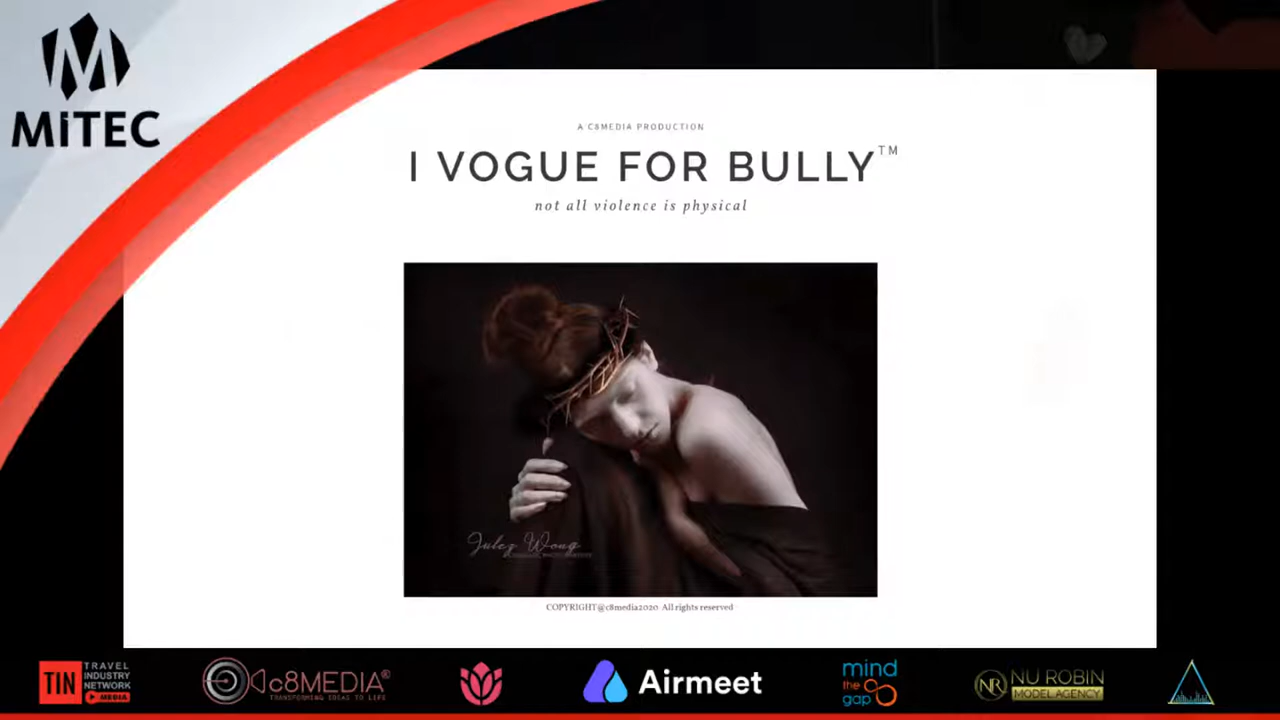 MiTEC
A C8MEDIA PRODUCTION
I VOGUE FOR BULLY™
not all violence is physical
Julez Wong
COPYRIGHT@c8media2020 All rights reserved
TIN TRAVEL INDUSTRY NETWORK MEDIA
c8MEDIA®
TRANSFORMING IDEAS TO LIFE
Airmeet
mind the gap
NR NU ROBIN
MODEL AGENCY